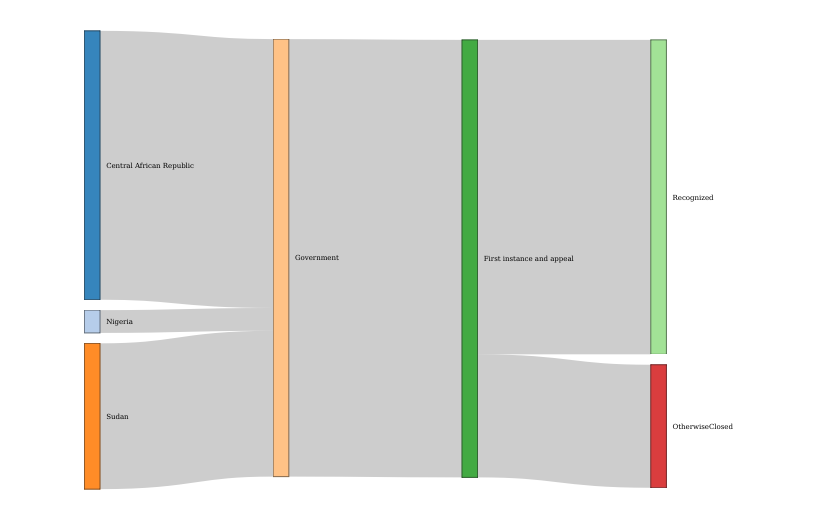 Central African Republic
Nigeria
Sudan
Government
First instance and appeal
Recognized
OtherwiseClosed